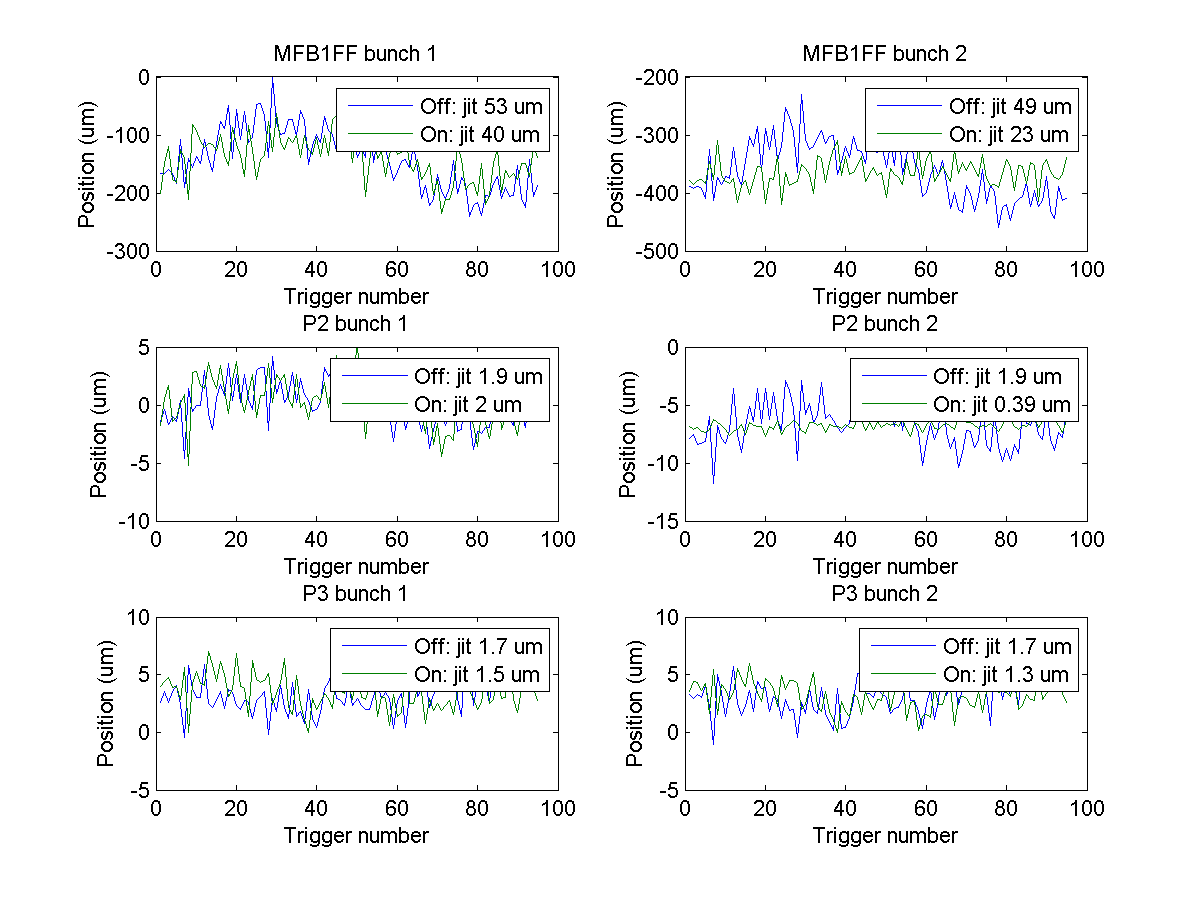 MFB1FF bunch 1
0
-100
-200
-300
Position (um)
Off: jit 53 um
On: jit 40 um
0 20 40 60 80 100
Trigger number
MFB1FF bunch 2
-200
-300
-400
-500
Position (um)
Off: jit 49 um
On: jit 23 um
0 20 40 60 80 100
Trigger number
P2 bunch 1
5
0
-5
-10
Position (um)
Off: jit 1.9 um
On: jit 2 um
0 20 40 60 80 100
Trigger number
P2 bunch 2
0
-5
-10
-15
Position (um)
Off: jit 1.9 um
On: jit 0.39 um
0 20 40 60 80 100
Trigger number
P3 bunch 1
10
5
0
-5
Position (um)
Off: jit 1.7 um
On: jit 1.5 um
0 20 40 60 80 100
Trigger number
P3 bunch 2
10
5
0
-5
Position (um)
Off: jit 1.7 um
On: jit 1.3 um
0 20 40 60 80 100
Trigger number